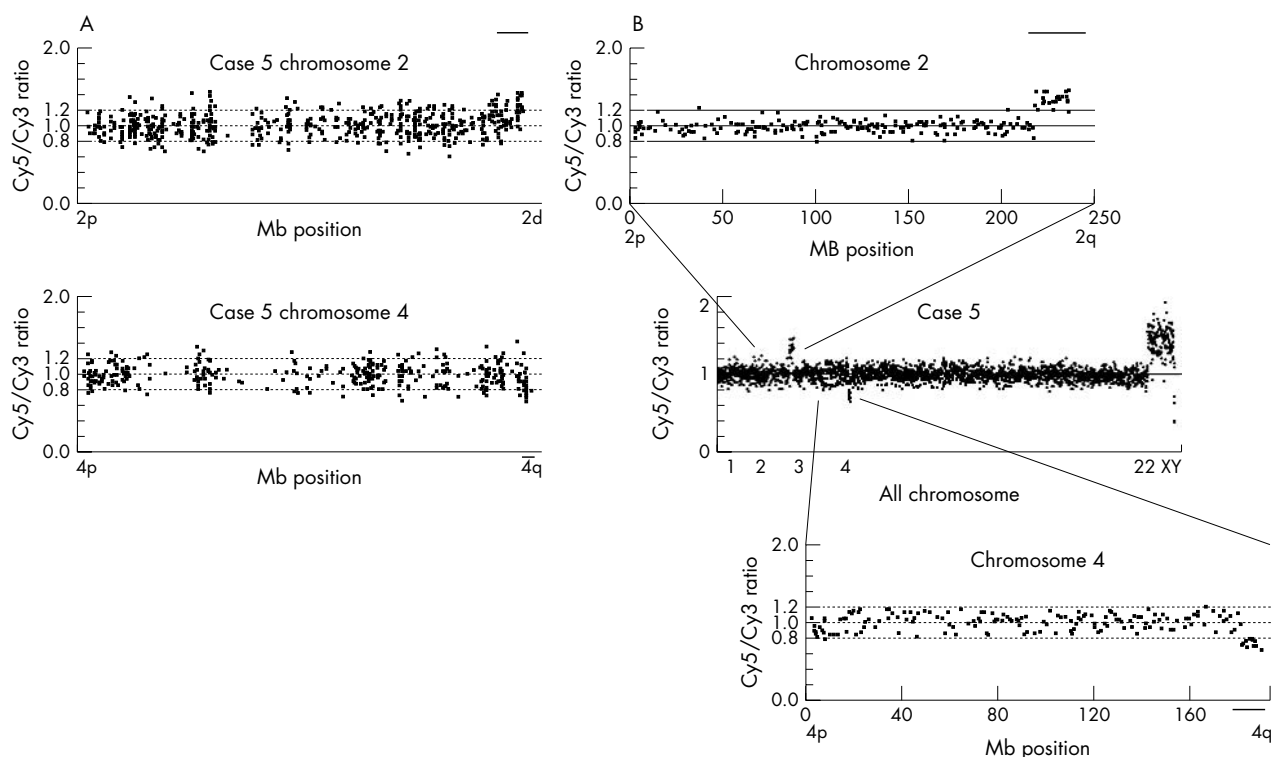 A
Case 5 chromosome 2
Cy5/Cy3 ratio
2.0
1.2
1.0
0.8
0.0
2p
2d
Mb position
Case 5 chromosome 4
Cy5/Cy3 ratio
2.0
1.2
1.0
0.8
0.0
4p
4q
Mb position
B
Chromosome 2
Cy5/Cy3 ratio
2.0
1.2
1.0
0.8
0.0
0 50 100 150 200 250
2p 2q
MB position
Case 5
Cy5/Cy3 ratio
2
1
2
1 2 3 4 22 XY
All chromosome
Chromosome 4
Cy5/Cy3 ratio
2.0
1.2
1.0
0.8
0.0
0 40 80 120 160
4p 4q
Mb position